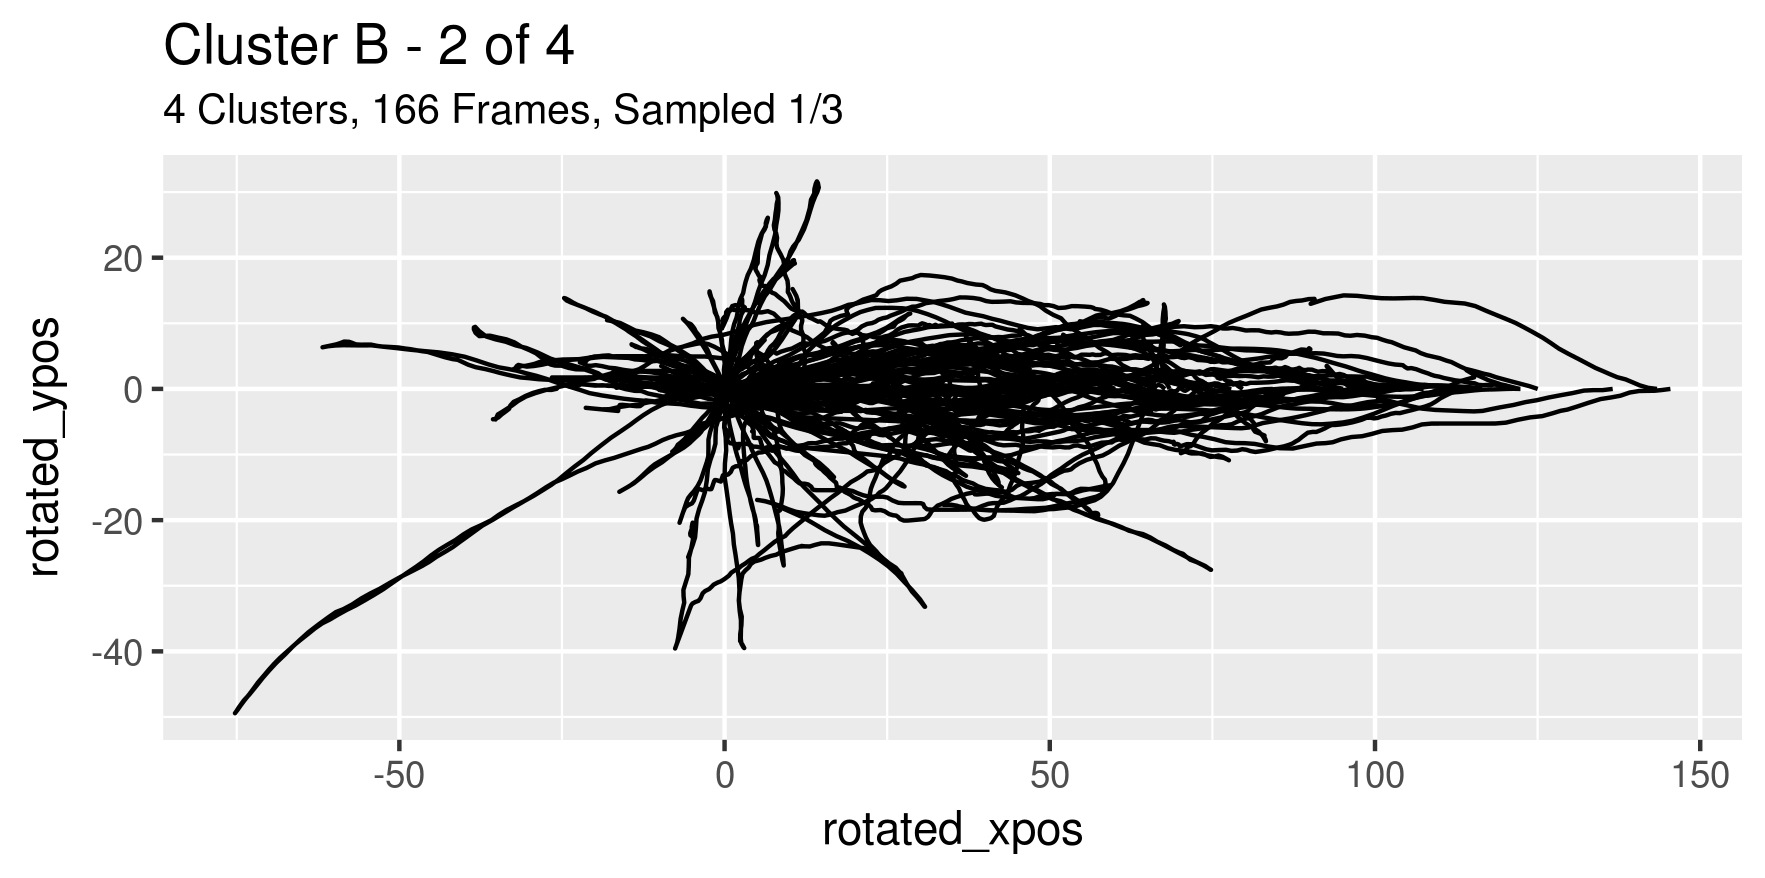 Cluster B - 2 of 4
4 Clusters, 166 Frames, Sampled 1/3
20
0
-20
-40
rotated_ypos
-50 0 50 100 150
rotated_xpos